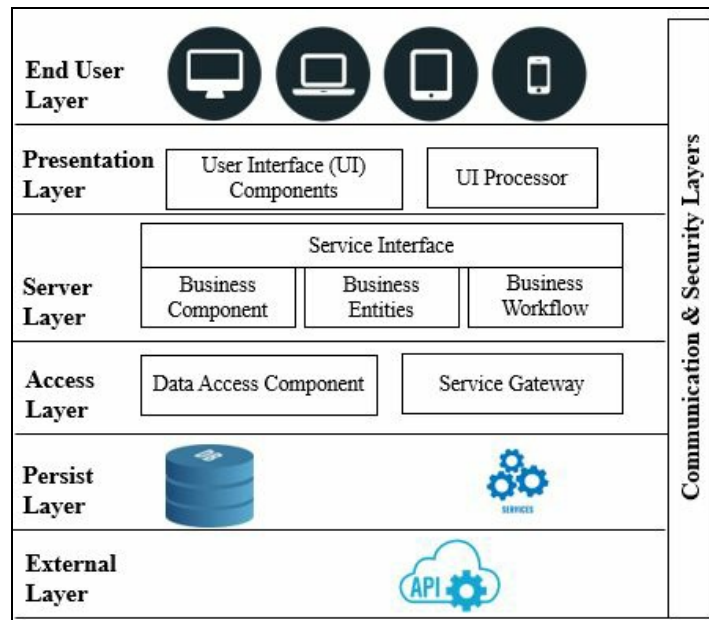 End User
Layer
Presentation
Layer
User Interface (UI)
Components
UI Processor
Server
Layer
Service Interface
Business
Component
Business
Entities
Business
Workflow
Access
Layer
Data Access Component
Service Gateway
Persist
Layer
DB
SERVICES
External
Layer
API
Communication & Security Layers